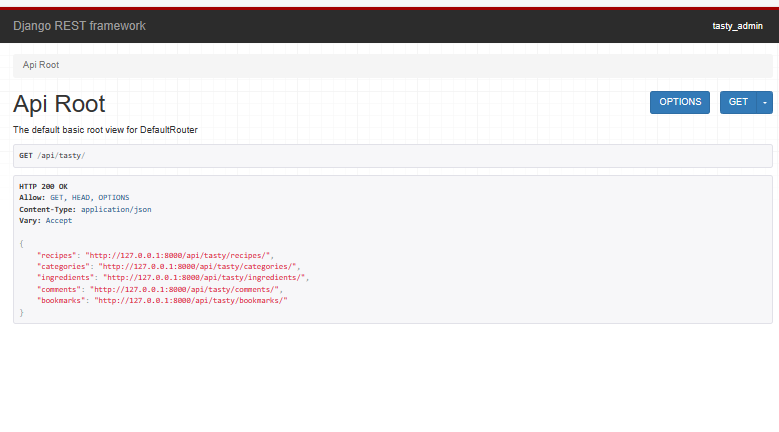 Django REST framework
tasty_admin
Api Root
Api Root
OPTIONS
GET
The default basic root view for DefaultRouter
GET /api/tasty/
HTTP 200 OK
Allow: GET, HEAD, OPTIONS
Content-Type: application/json
Vary: Accept
{
    "recipes": "http://127.0.0.1:8000/api/tasty/recipes/",
    "categories": "http://127.0.0.1:8000/api/tasty/categories/",
    "ingredients": "http://127.0.0.1:8000/api/tasty/ingredients/",
    "comments": "http://127.0.0.1:8000/api/tasty/comments/",
    "bookmarks": "http://127.0.0.1:8000/api/tasty/bookmarks/"
}